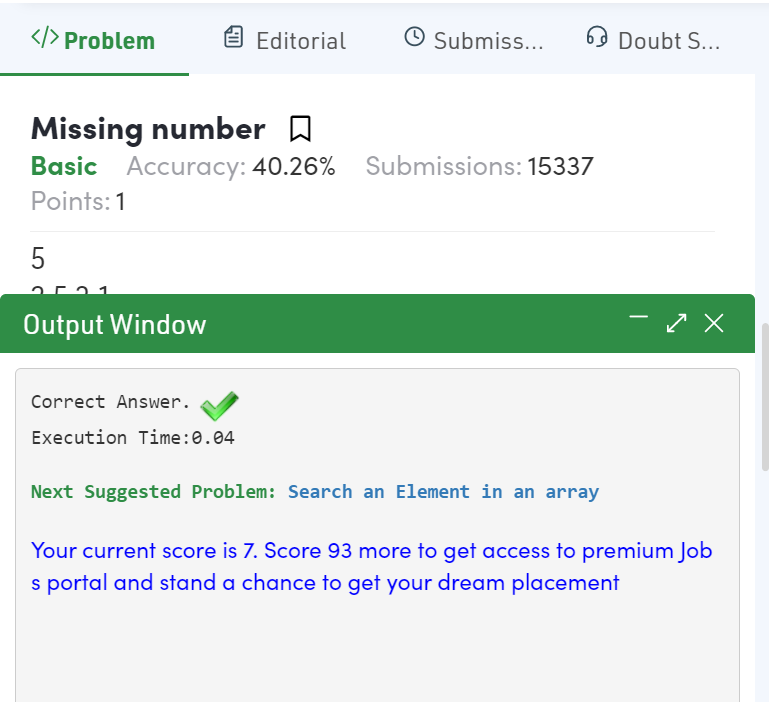 </> Problem
Editorial
Submiss...
Doubt S...
Missing number
Basic Accuracy: 40.26% Submissions: 15337
Points: 1
5
Output Window
Correct Answer.
Execution Time:0.04
Next Suggested Problem: Search an Element in an array
Your current score is 7. Score 93 more to get access to premium Job
s portal and stand a chance to get your dream placement